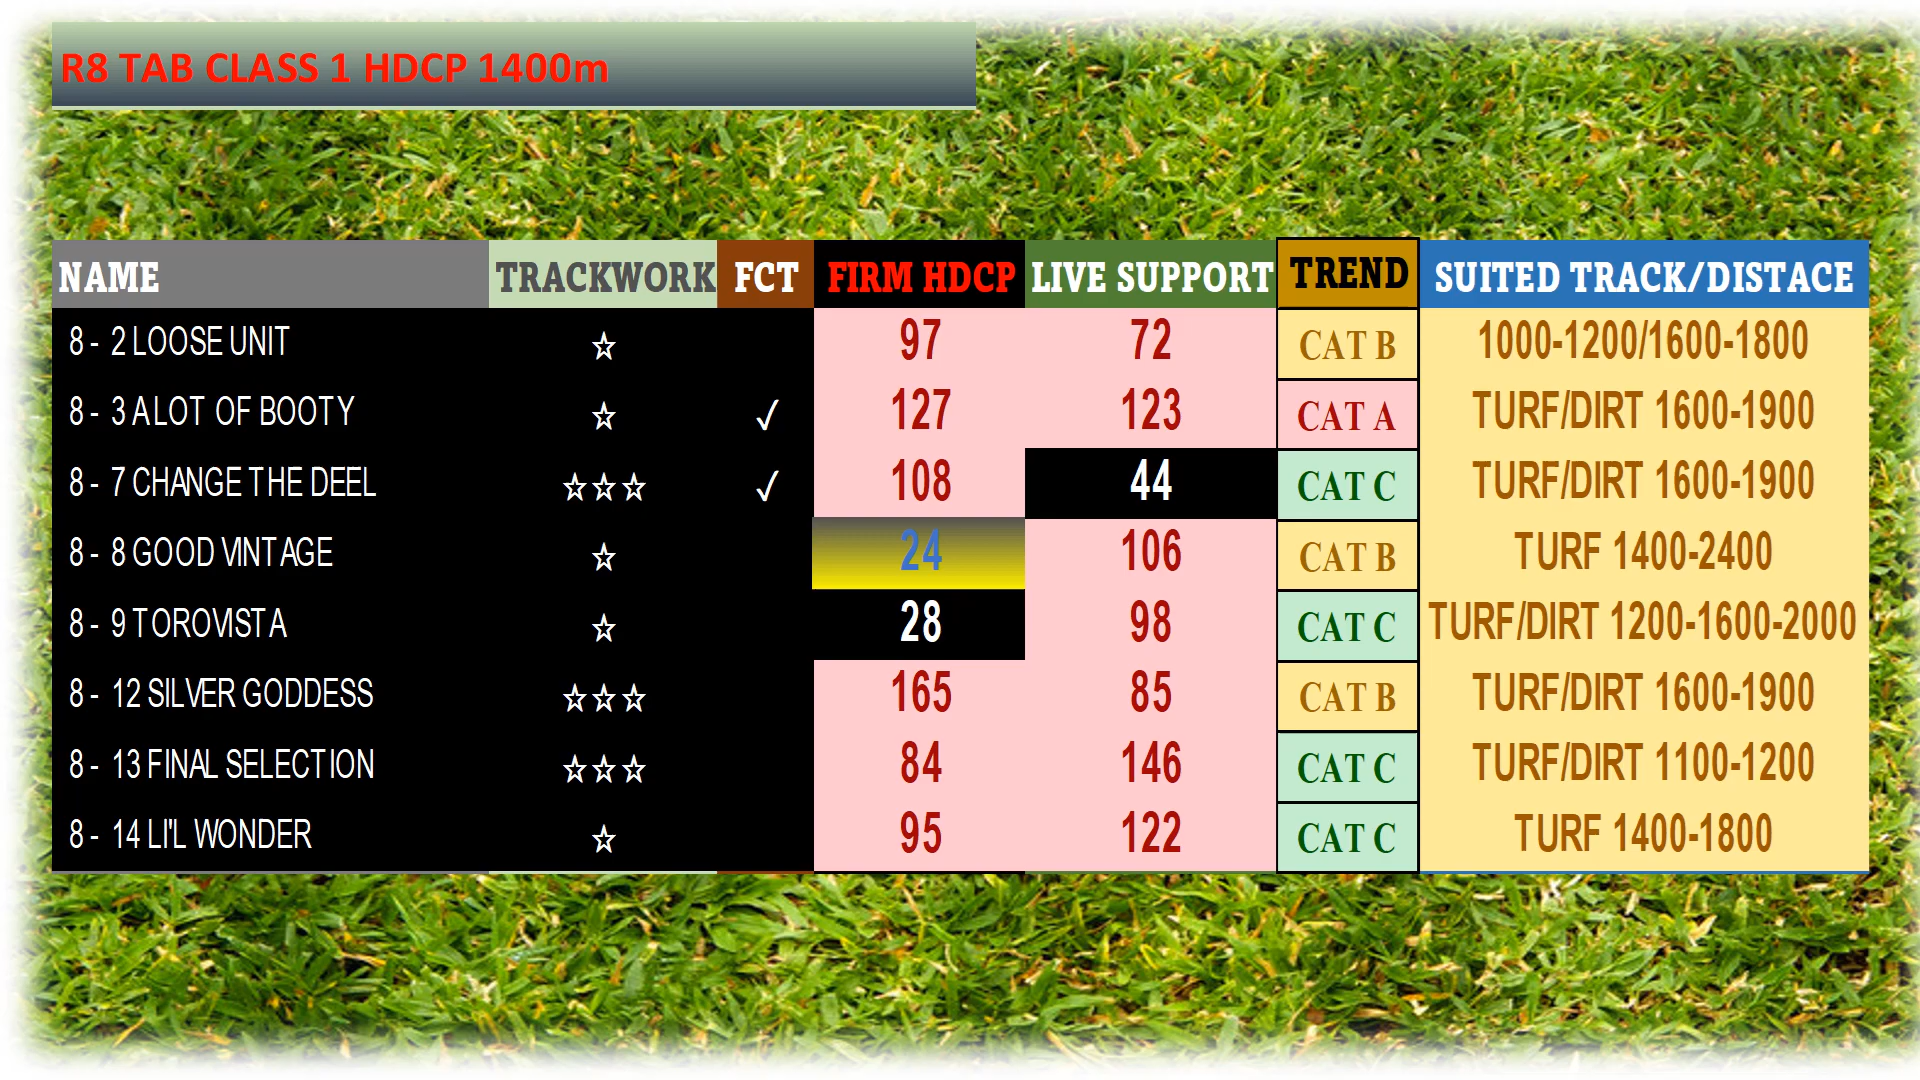 R8 TAB CLASS 1 HDCP 1400m
NAME TRACKWORK FCT FIRM HDCP LIVE SUPPORT TREND SUITED TRACK/DISTACE
8 - 2 LOOSE UNIT ☆ 97 72 CAT B 1000-1200/1600-1800
8 - 3 A LOT OF BOOTY ☆ √ 127 123 CAT A TURF/DIRT 1600-1900
8 - 7 CHANGE THE DEEL ☆☆☆ √ 108 44 CAT C TURF/DIRT 1600-1900
8 - 8 GOOD VINTAGE ☆ 24 106 CAT B TURF 1400-2400
8 - 9 TOROVISTA ☆ 28 98 CAT C TURF/DIRT 1200-1600-2000
8 - 12 SILVER GODDESS ☆☆☆ 165 85 CAT B TURF/DIRT 1600-1900
8 - 13 FINAL SELECTION ☆☆☆ 84 146 CAT C TURF/DIRT 1100-1200
8 - 14 LI'L WONDER ☆ 95 122 CAT C TURF 1400-1800